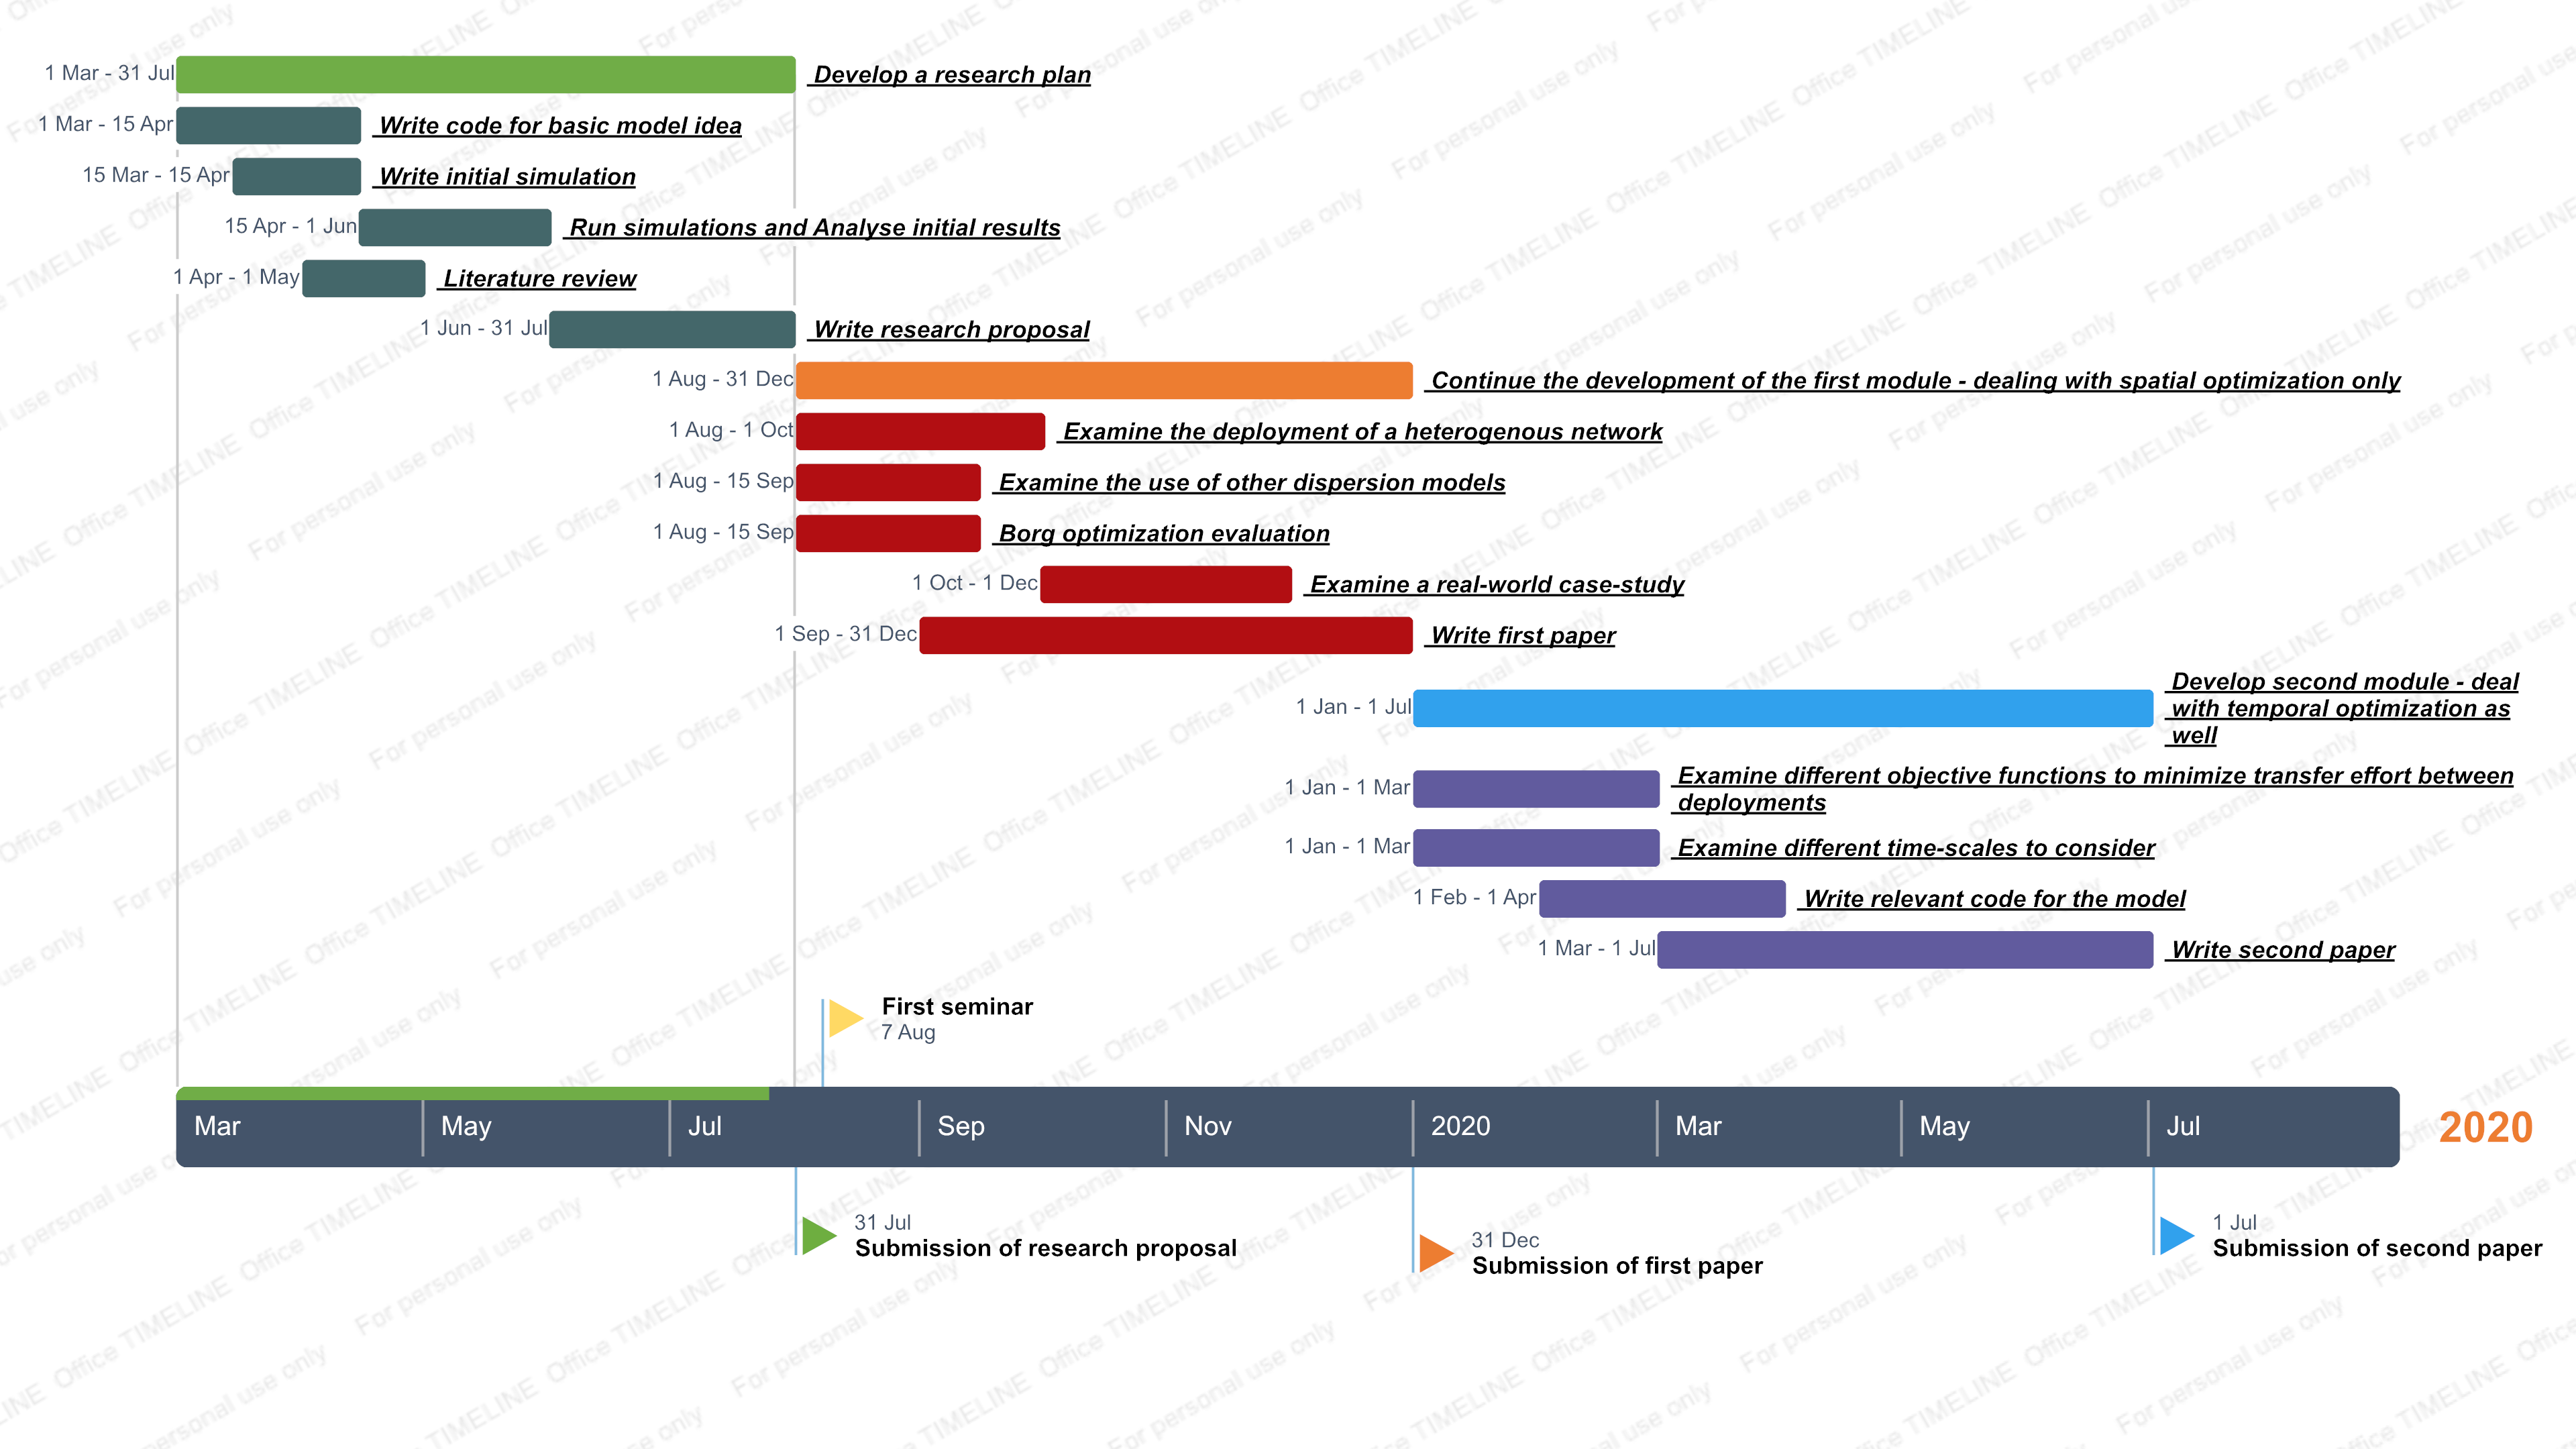 1 Mar - 31 Jul Develop a research plan
1 Mar - 15 Apr Write code for basic model idea
15 Mar - 15 Apr Write initial simulation
15 Apr - 1 Jun Run simulations and Analyse initial results
1 Apr - 1 May Literature review
1 Jun - 31 Jul Write research proposal
1 Aug - 31 Dec Continue the development of the first module - dealing with spatial optimization only
1 Aug - 1 Oct Examine the deployment of a heterogenous network
1 Aug - 15 Sep Examine the use of other dispersion models
1 Aug - 15 Sep Borg optimization evaluation
1 Oct - 1 Dec Examine a real-world case-study
1 Sep - 31 Dec Write first paper
1 Jan - 1 Jul Develop second module - deal
with temporal optimization as
well
1 Jan - 1 Mar Examine different objective functions to minimize transfer effort between
deployments
1 Jan - 1 Mar Examine different time-scales to consider
1 Feb - 1 Apr Write relevant code for the model
1 Mar - 1 Jul Write second paper
First seminar
7 Aug
Mar May Jul Sep Nov 2020 Mar May Jul 2020
31 Jul
Submission of research proposal
31 Dec
Submission of first paper
1 Jul
Submission of second paper
Office TIMELINE For personal use only